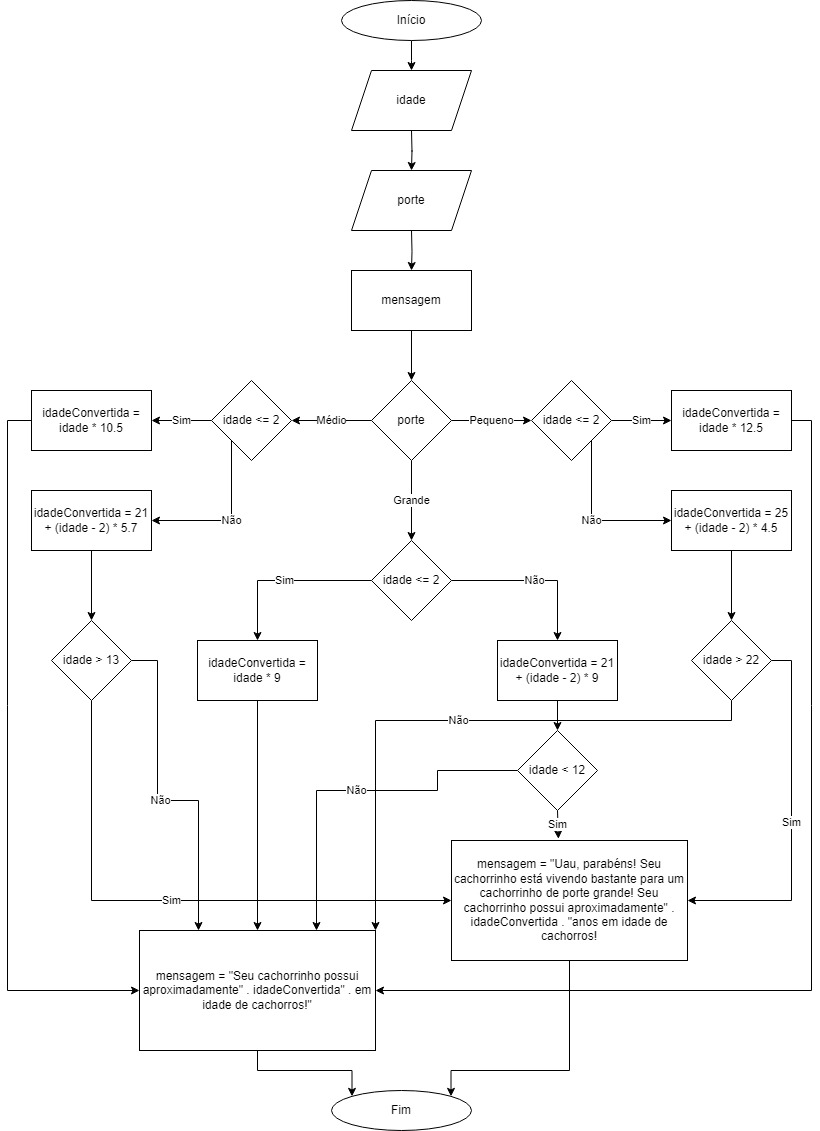 Início
idade
porte
mensagem
idadeConvertida =
idade * 10.5
Sim
idade <= 2
Médio
porte
Pequeno
idade <= 2
Sim
idadeConvertida =
idade * 12.5
Grande
idadeConvertida = 21
+ (idade - 2) * 5.7
Não
Não
idadeConvertida = 25
+ (idade - 2) * 4.5
Sim
idade <= 2
Não
idade > 13
idadeConvertida =
idade * 9
idadeConvertida = 21
+ (idade - 2) * 9
idade > 22
Não
idade < 12
Não
Não
Sim
Sim
mensagem = "Uau, parabéns! Seu
cachorrinho está vivendo bastante para um
cachorrinho de porte grande! Seu
cachorrinho possui aproximadamente" .
idadeConvertida . "anos em idade de
cachorros!
Sim
mensagem = "Seu cachorrinho possui
aproximadamente" . idadeConvertida" . em
idade de cachorros!"
Fim